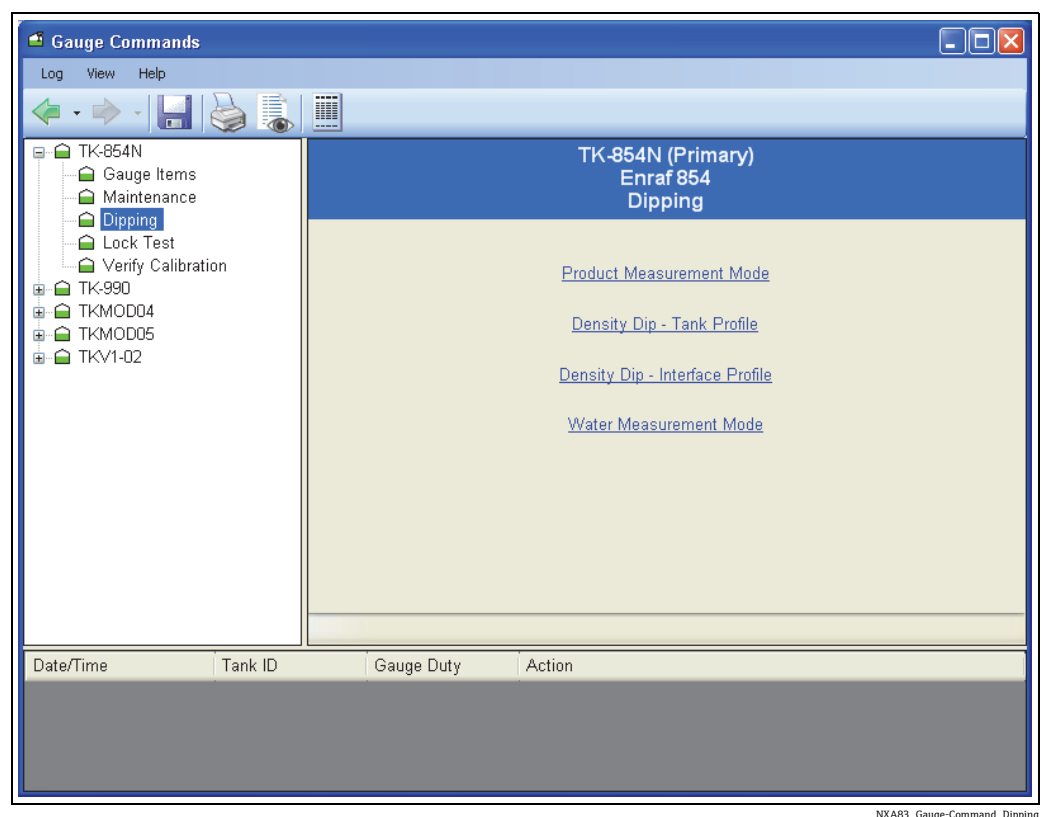 Gauge Commands
Log View Help
TK-854N
Gauge Items
Maintenance
Dipping
Lock Test
Verify Calibration
TK-990
TKMOD04
TKMOD05
TKV1-02
TK-854N (Primary)
Enraf 854
Dipping
Product Measurement Mode
Density Dip - Tank Profile
Density Dip - Interface Profile
Water Measurement Mode
Date/Time Tank ID Gauge Duty Action
NXA83_Gauge-Command_Dipping